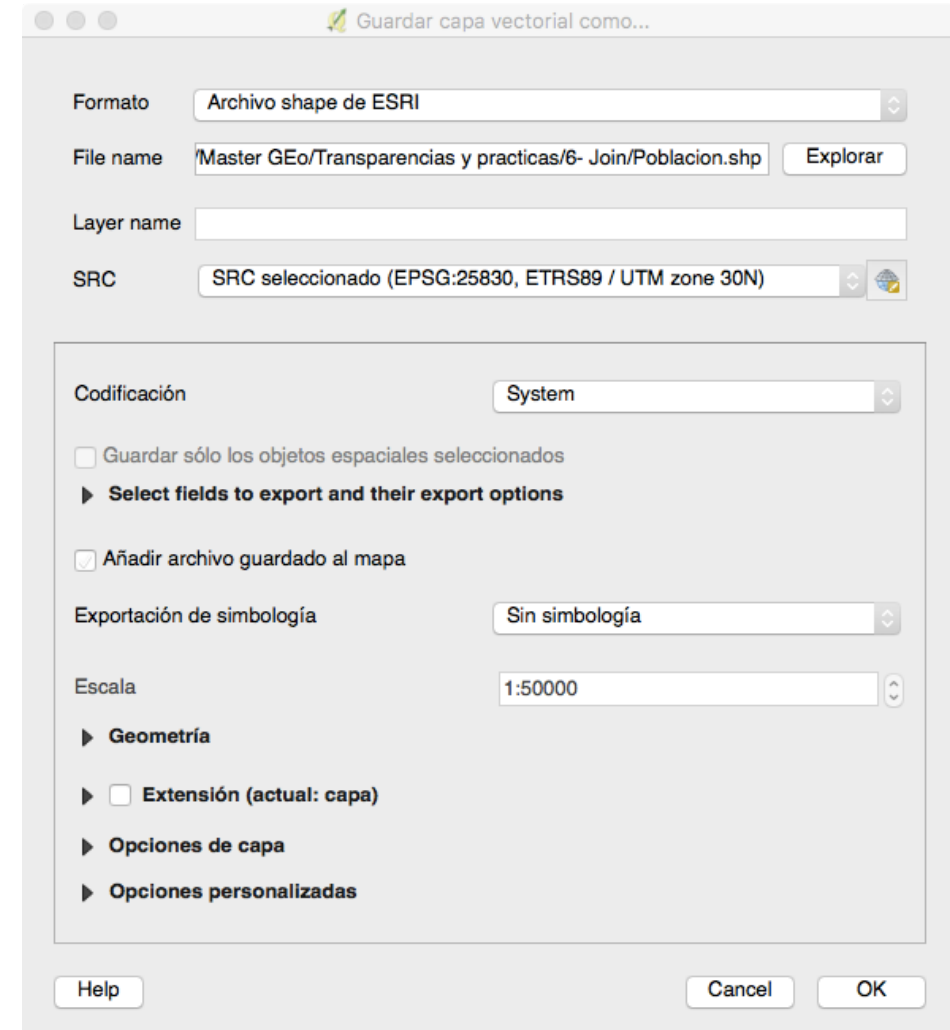 Guardar capa vectorial como...
Formato Archivo shape de ESRI
File name /Master GEo/Transparencias y practicas/6- Join/Poblacion.shp Explorar
Layer name
SRC SRC seleccionado (EPSG:25830, ETRS89 / UTM zone 30N)
Codificación System
Guardar sólo los objetos espaciales seleccionados
Select fields to export and their export options
Añadir archivo guardado al mapa
Exportación de simbología Sin simbología
Escala 1:50000
Geometría
Extensión (actual: capa)
Opciones de capa
Opciones personalizadas
Help Cancel OK